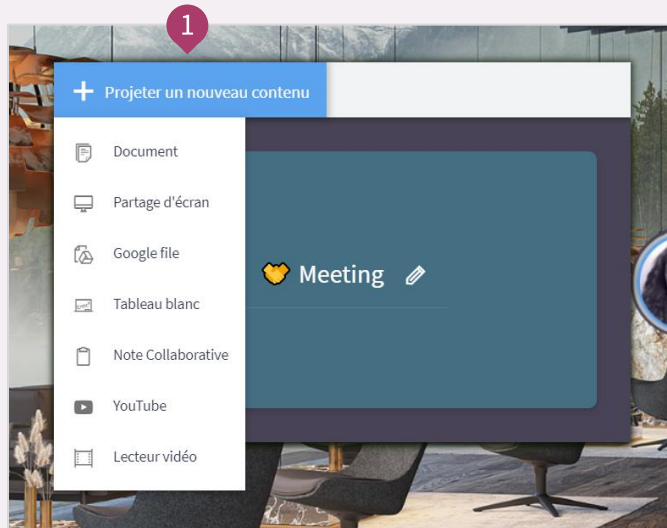 1
Projeter un nouveau contenu
Document
Partage d'écran
Google file
Meeting
Tableau blanc
Note Collaborative
YouTube
Lecteur vidéo